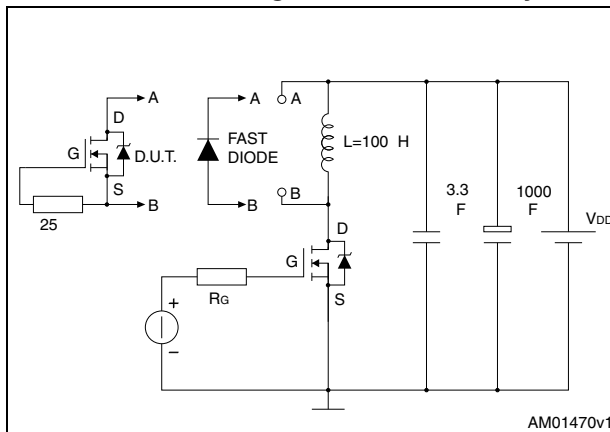 A
D
G
D.U.T.
S
B
25
A
FAST
DIODE
B
A
B
L=100 H
D
G
S
RG
+
–
3.3
F
1000
F
VDD
AM01470v1